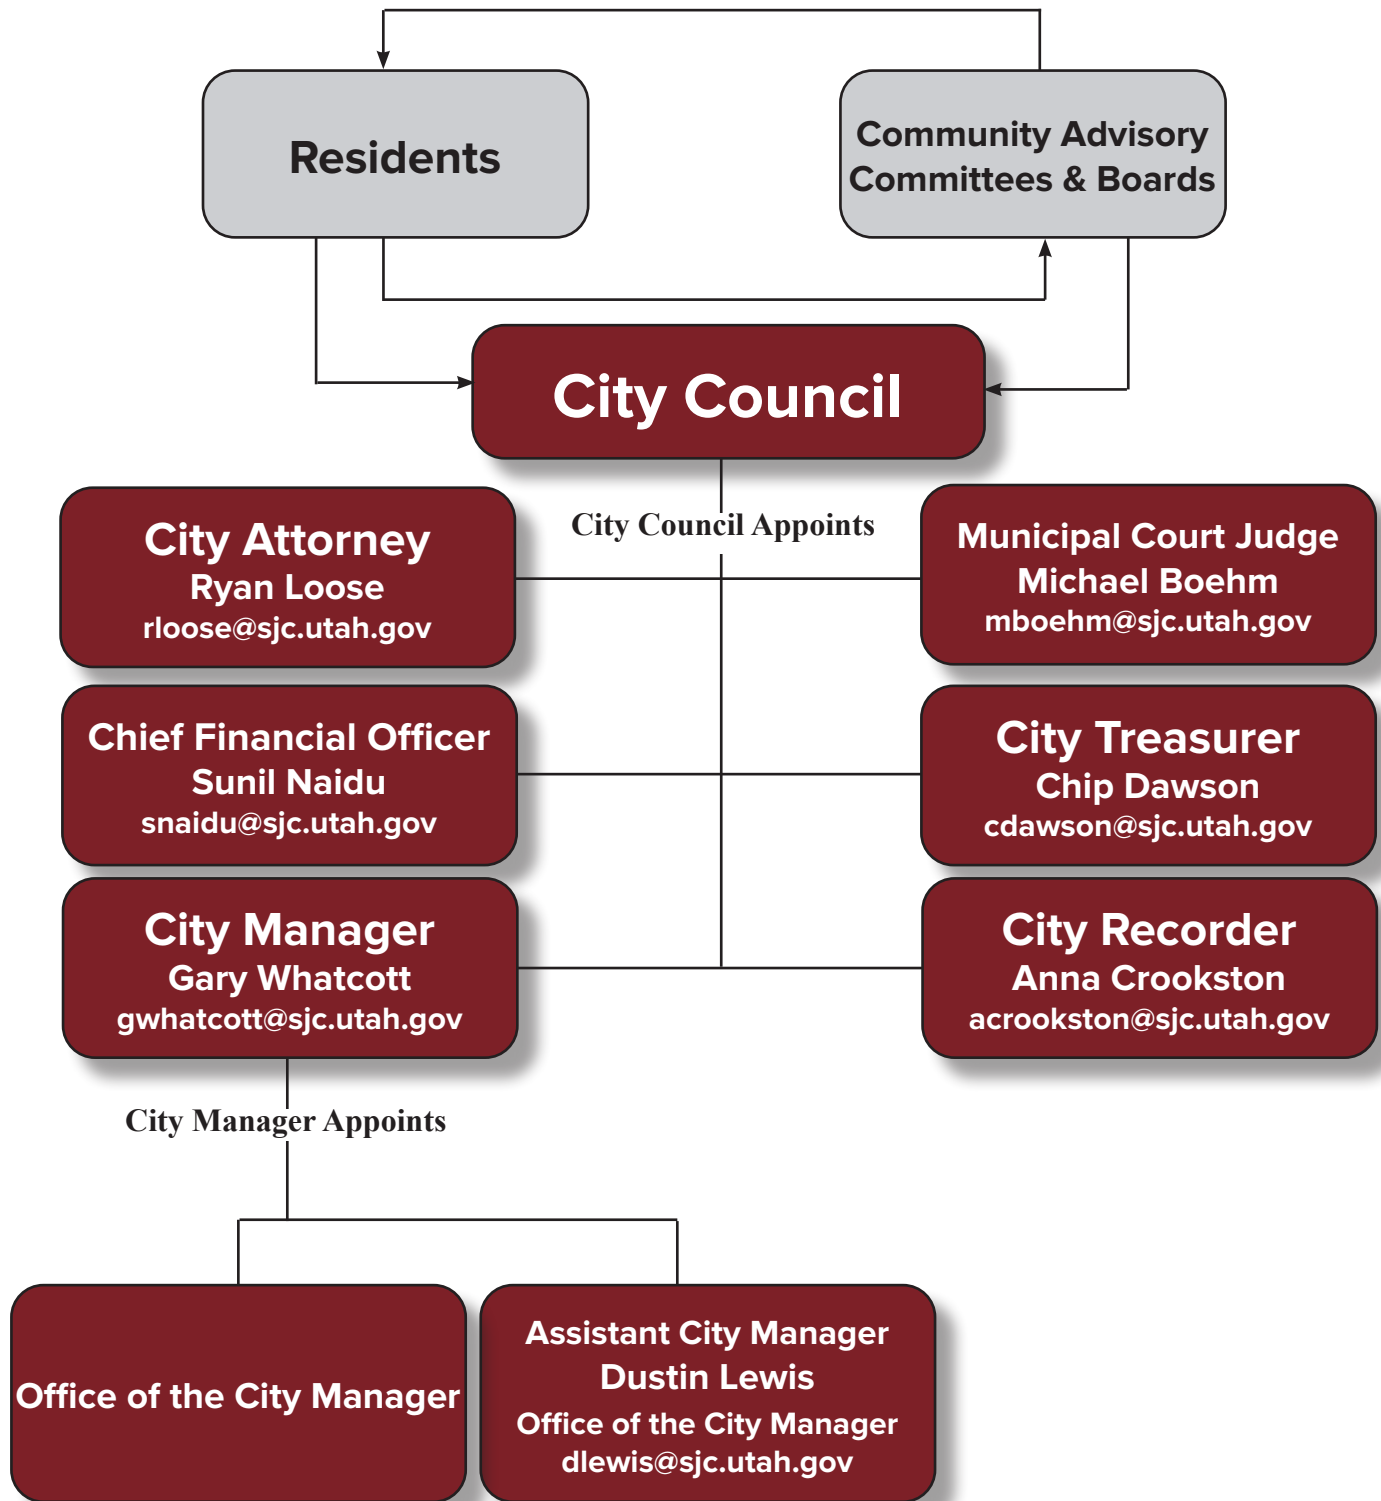 Residents
Community Advisory
Committees & Boards
City Council
City Council Appoints
City Attorney
Ryan Loose
rloose@sjc.utah.gov
Municipal Court Judge
Michael Boehm
mboehm@sjc.utah.gov
Chief Financial Officer
Sunil Naidu
snaidu@sjc.utah.gov
City Treasurer
Chip Dawson
cdawson@sjc.utah.gov
City Manager
Gary Whatcott
gwhatcott@sjc.utah.gov
City Recorder
Anna Crookston
acrookston@sjc.utah.gov
City Manager Appoints
Office of the City Manager
Assistant City Manager
Dustin Lewis
Office of the City Manager
dlewis@sjc.utah.gov